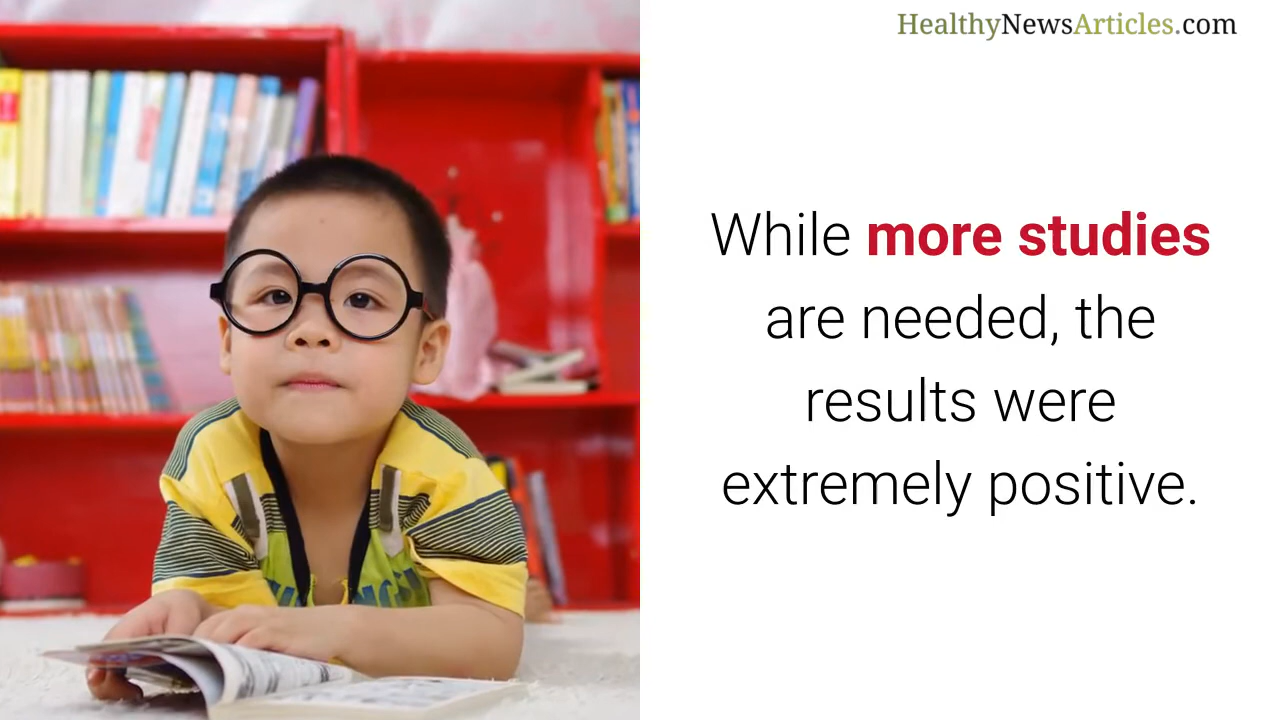 HealthyNewsArticles.com
While more studies
are needed, the
results were
extremely positive.